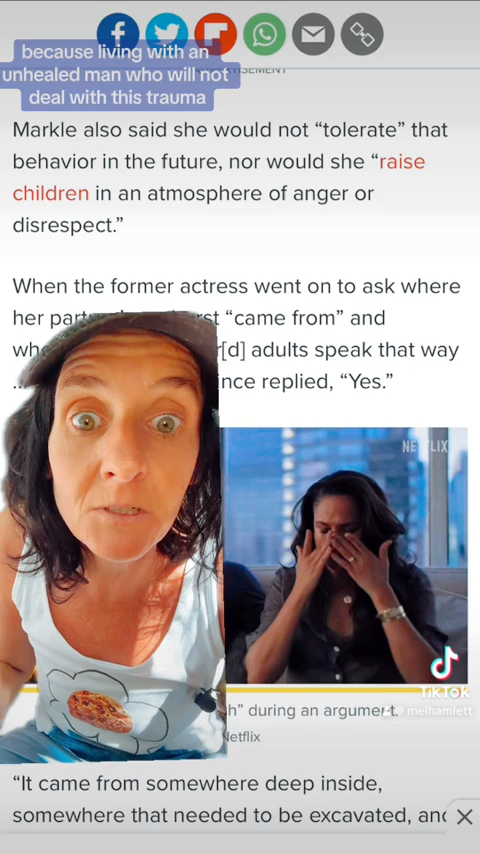 because living with an
unhealed man who will not
deal with this trauma
Markle also said she would not “tolerate” that
behavior in the future, nor would she “raise
children in an atmosphere of anger or
disrespect.”
When the former actress went on to ask where
her “came from” and
r[d] adults speak that way
... replied, “Yes.”
NETFLIX
TikTok
during an argument.
@ melhamlett
Netflix
“It came from somewhere deep inside,
somewhere that needed to be excavated, and